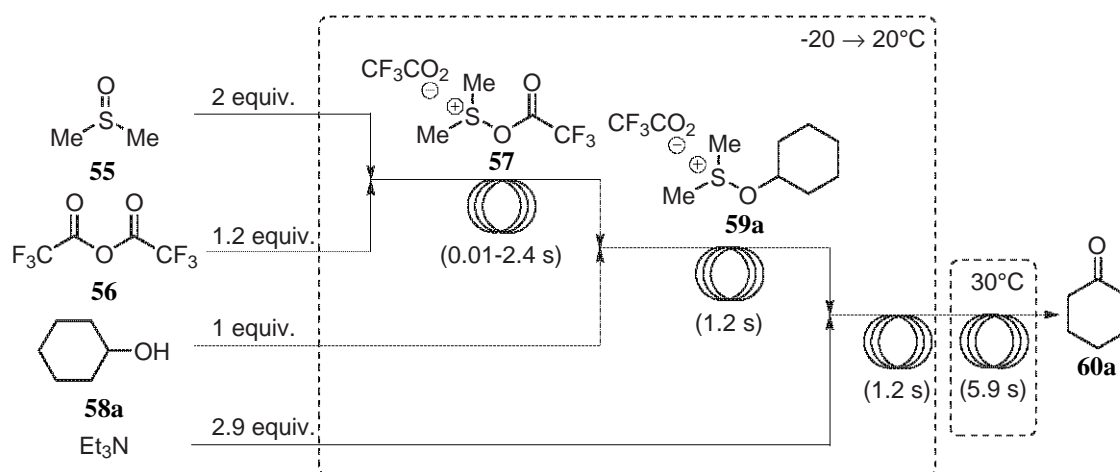 -20 → 20°C
CF3CO2
⊖
Me
O
⊕
S
Me
O
CF3
57
O
S
Me
Me
55
2 equiv.
CF3CO2
⊖
Me
⊕
S
Me
O
59a
O
O
F3C
O
CF3
56
1.2 equiv.
(0.01-2.4 s)
(1.2 s)
30°C
O
60a
OH
58a
1 equiv.
(1.2 s)
(5.9 s)
Et3N
2.9 equiv.